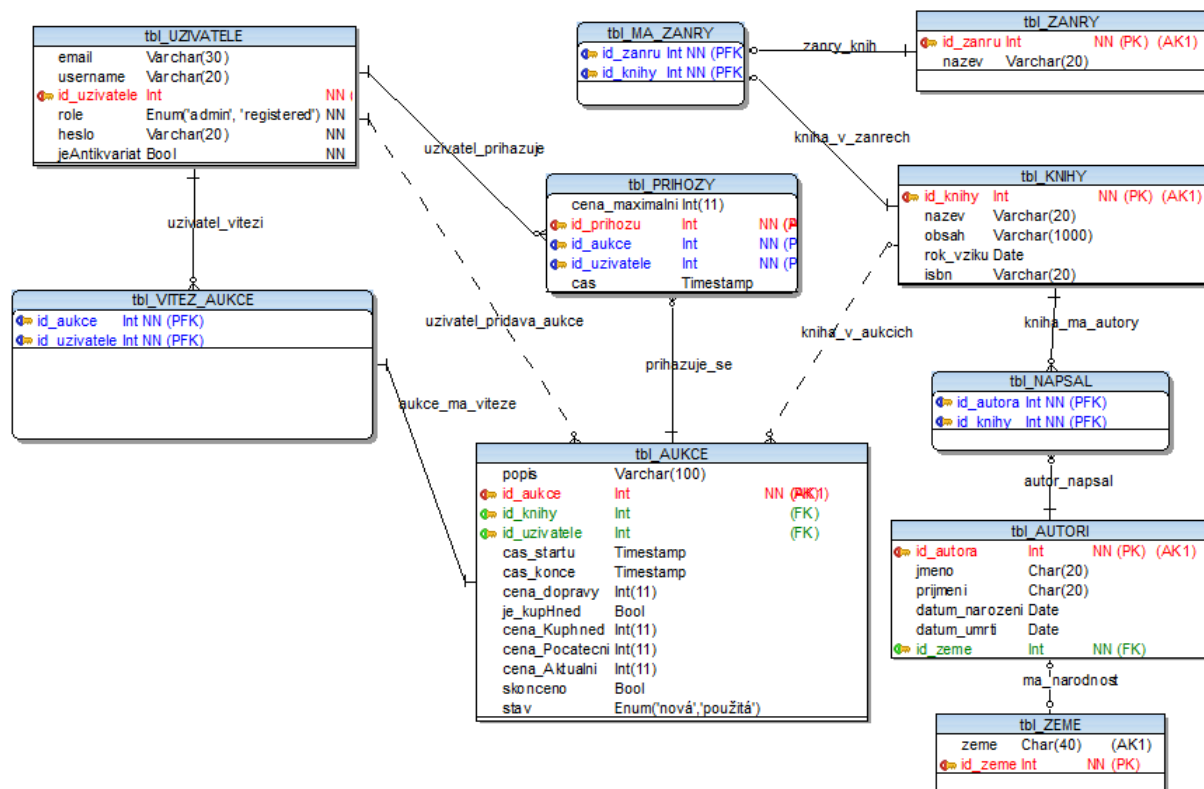 tbl_UZIVATELE
email Varchar(30)
username Varchar(20)
id_uzivatele Int NN (
role Enum('admin', 'registered') NN
heslo Varchar(20) NN
jeAntikvariat Bool NN
tbl_MA_ZANRY
id_zanru Int NN (PFK
id_knihy Int NN (PFK
zanry_knih
tbl_ZANRY
id_zanru Int NN (PK) (AK1)
nazev Varchar(20)
kniha_v_zanrech
uzivatel_prihazuje
tbl_KNIHY
id_knihy Int NN (PK) (AK1)
nazev Varchar(20)
obsah Varchar(1000)
rok_vziku Date
isbn Varchar(20)
tbl_PRIHOZY
cena_maximalni Int(11)
id_prihozu Int NN (
id_aukce Int NN (P
id_uzivatele Int NN (P
cas Timestamp
uzivatel_vitezi
tbl_VITEZ_AUKCE
id_aukce Int NN (PFK)
id_uzivatele Int NN (PFK)
uzivatel_pridava_aukce
kniha_v_aukcich
kniha_ma_autory
prihazuje_se
aukce_ma_viteze
tbl_NAPSAL
id_autora Int NN (PFK)
id_knihy Int NN (PFK)
autor_napsal
tbl_AUKCE
popis Varchar(100)
id_aukce Int NN
id_knihy Int (FK)
id_uzivatele Int (FK)
cas_startu Timestamp
cas_konce Timestamp
cena_dopravy Int(11)
je_kupHned Bool
cena_Kuphned Int(11)
cena_Pocatecni Int(11)
cena_Aktualni Int(11)
skonceno Bool
stav Enum('nová','použitá')
tbl_AUTORI
id_autora Int NN (PK) (AK1)
jmeno Char(20)
prijmeni Char(20)
datum_narozeni Date
datum_umrti Date
id_zeme Int NN (FK)
ma_narodnost
tbl_ZEME
zeme Char(40) (AK1)
id_zeme Int NN (PK)